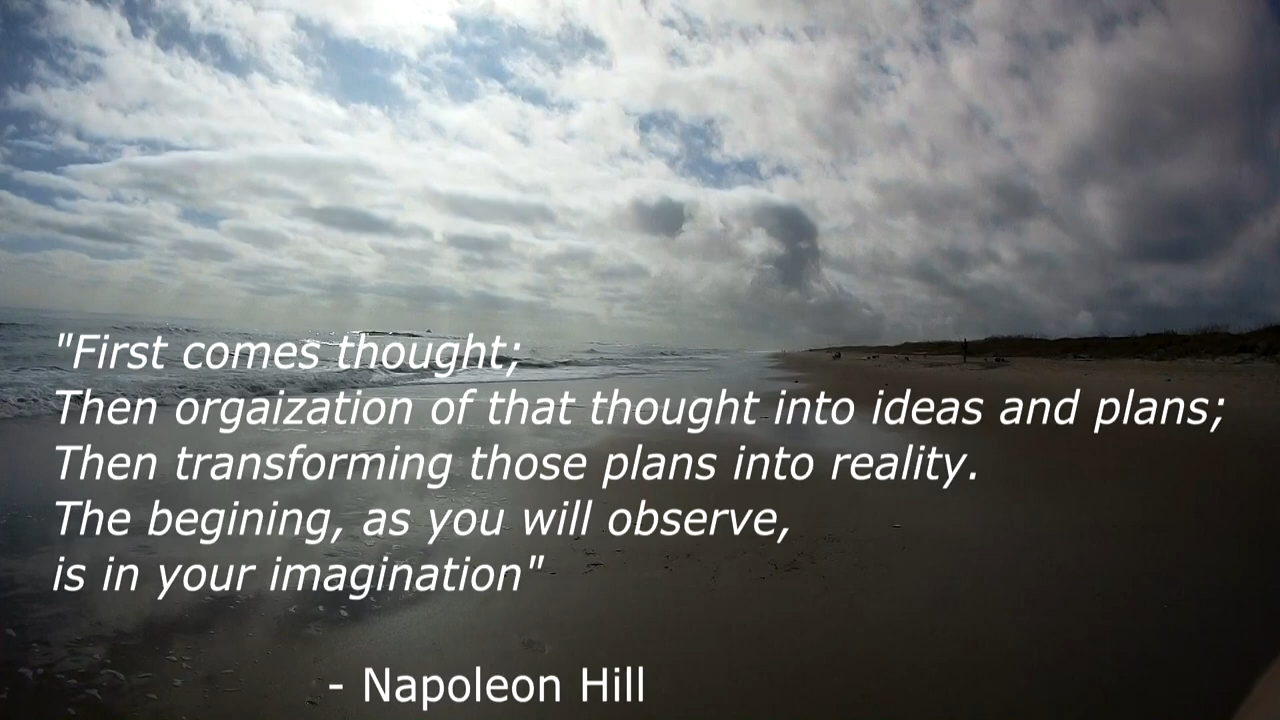 "First comes thought;
Then orgaization of that thought into ideas and plans;
Then transforming those plans into reality.
The begining, as you will observe,
is in your imagination"
- Napoleon Hill